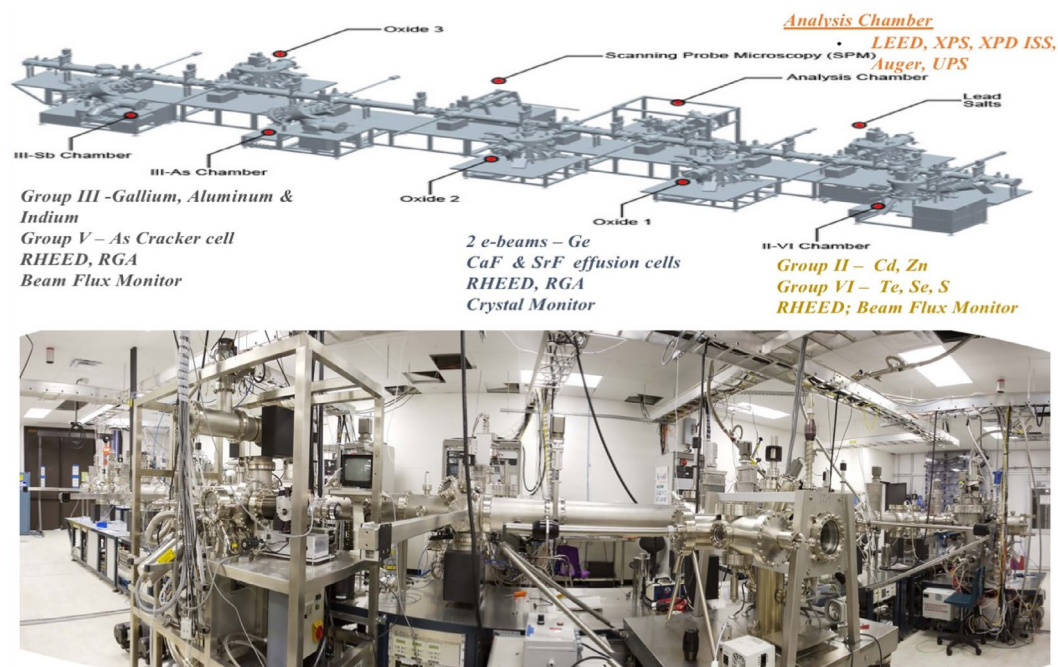 Oxide 3
Analysis Chamber
• LEED, XPS, XPD ISS,
Auger, UPS
Scanning Probe Microscopy (SPM)
Analysis Chamber
Lead
Salts
III-Sb Chamber
III-As Chamber
Oxide 2
Oxide 1
II-VI Chamber
Group III -Gallium, Aluminum &
Indium
Group V – As Cracker cell
RHEED, RGA
Beam Flux Monitor
2 e-beams – Ge
CaF & SrF effusion cells
RHEED, RGA
Crystal Monitor
Group II – Cd, Zn
Group VI – Te, Se, S
RHEED; Beam Flux Monitor